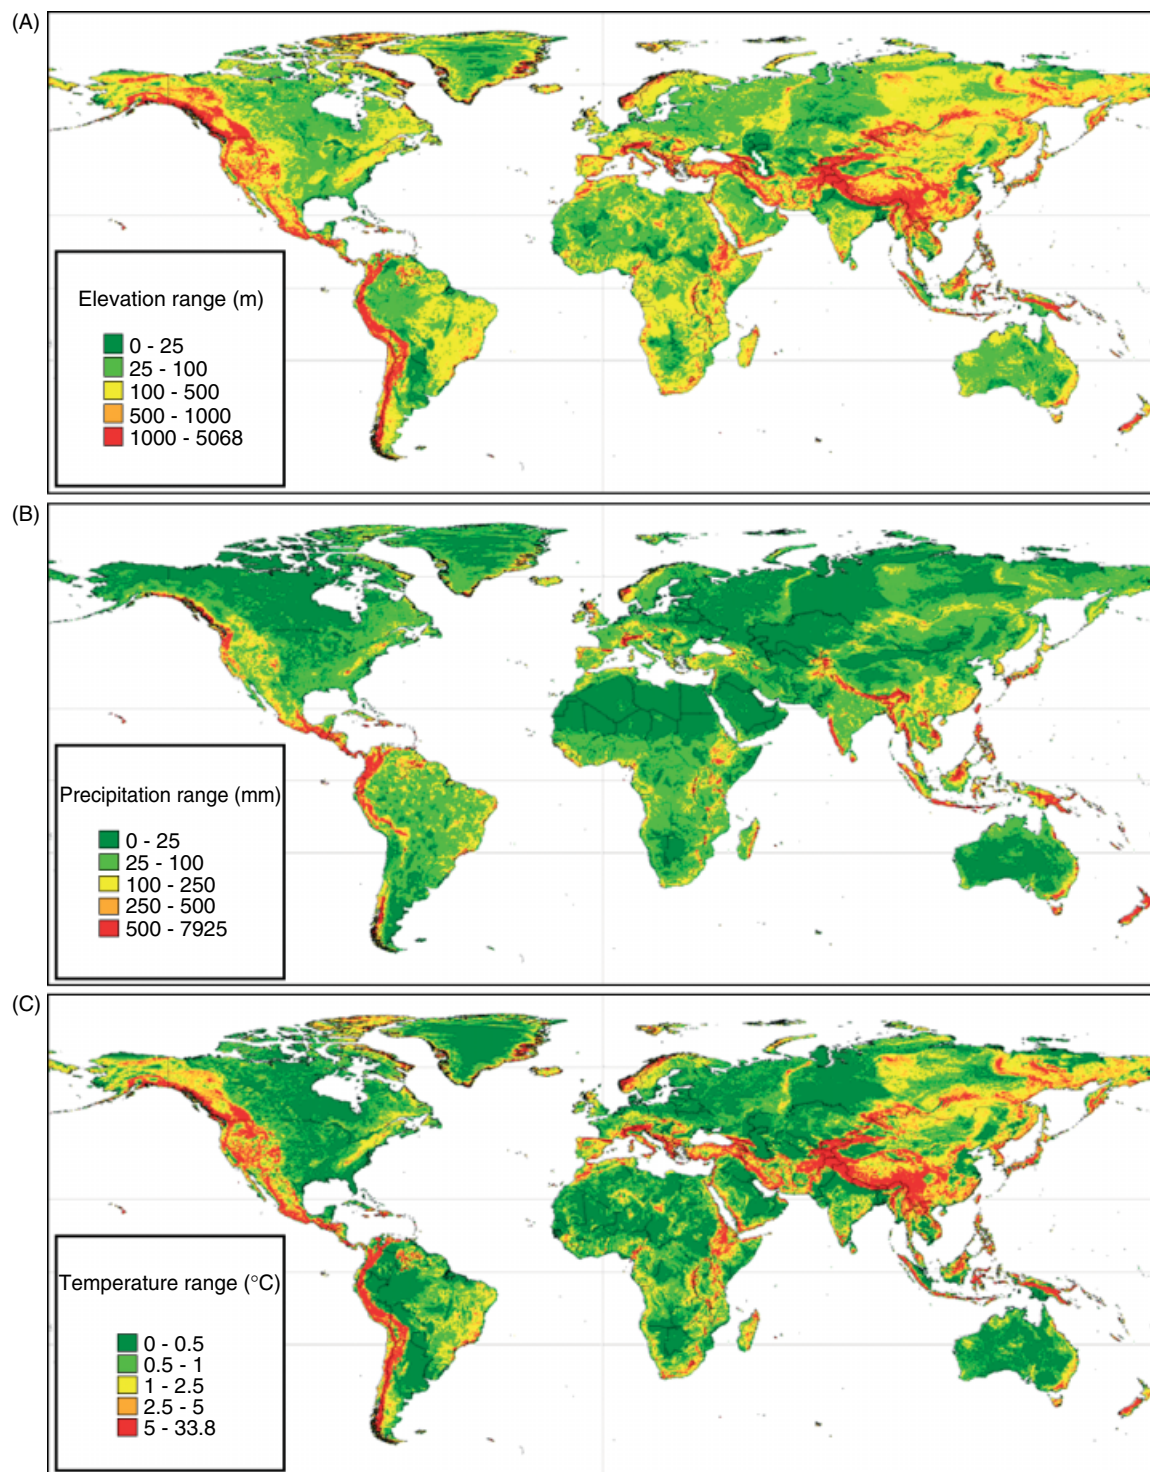 (A)
Elevation range (m)
0 - 25
25 - 100
100 - 500
500 - 1000
1000 - 5068
(B)
Precipitation range (mm)
0 - 25
25 - 100
100 - 250
250 - 500
500 - 7925
(C)
Temperature range (°C)
0 - 0.5
0.5 - 1
1 - 2.5
2.5 - 5
5 - 33.8